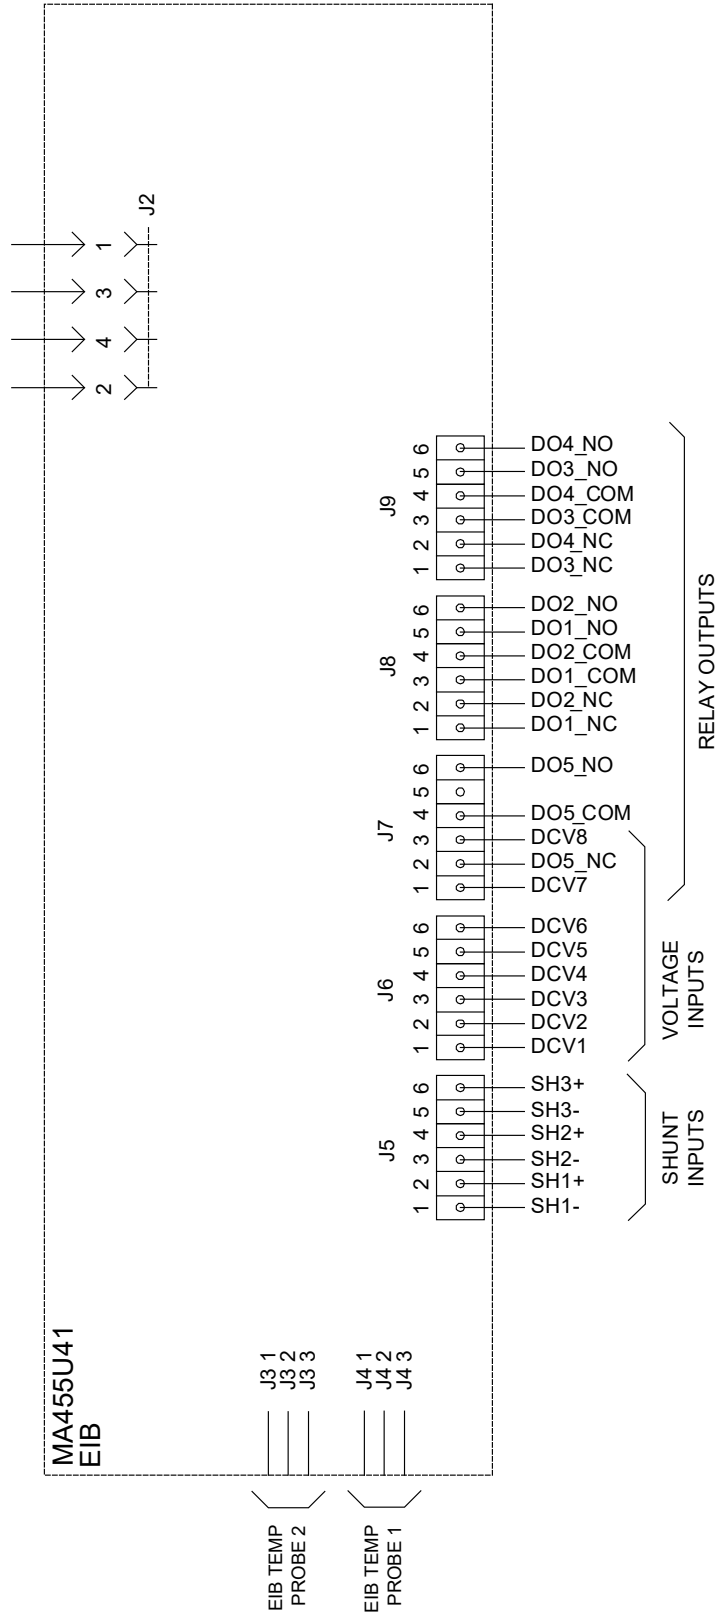 J2
1
3
4
2
J9
6 DO4_NO
5 DO3_NO
4 DO4_COM
3 DO3_COM
2 DO4_NC
1 DO3_NC
J8
6 DO2_NO
5 DO1_NO
4 DO2_COM
3 DO1_COM
2 DO2_NC
1 DO1_NC
J7
6 DO5_NO
5
4 DO5_COM
3 DCV8
2 DO5_NC
1 DCV7
RELAY OUTPUTS
J6
6 DCV6
5 DCV5
4 DCV4
3 DCV3
2 DCV2
1 DCV1
VOLTAGE
INPUTS
J5
6 SH3+
5 SH3-
4 SH2+
3 SH2-
2 SH1+
1 SH1-
SHUNT
INPUTS
MA455U41
EIB
J3 1
J3 2
J3 3
J4 1
J4 2
J4 3
EIB TEMP
PROBE 2
EIB TEMP
PROBE 1